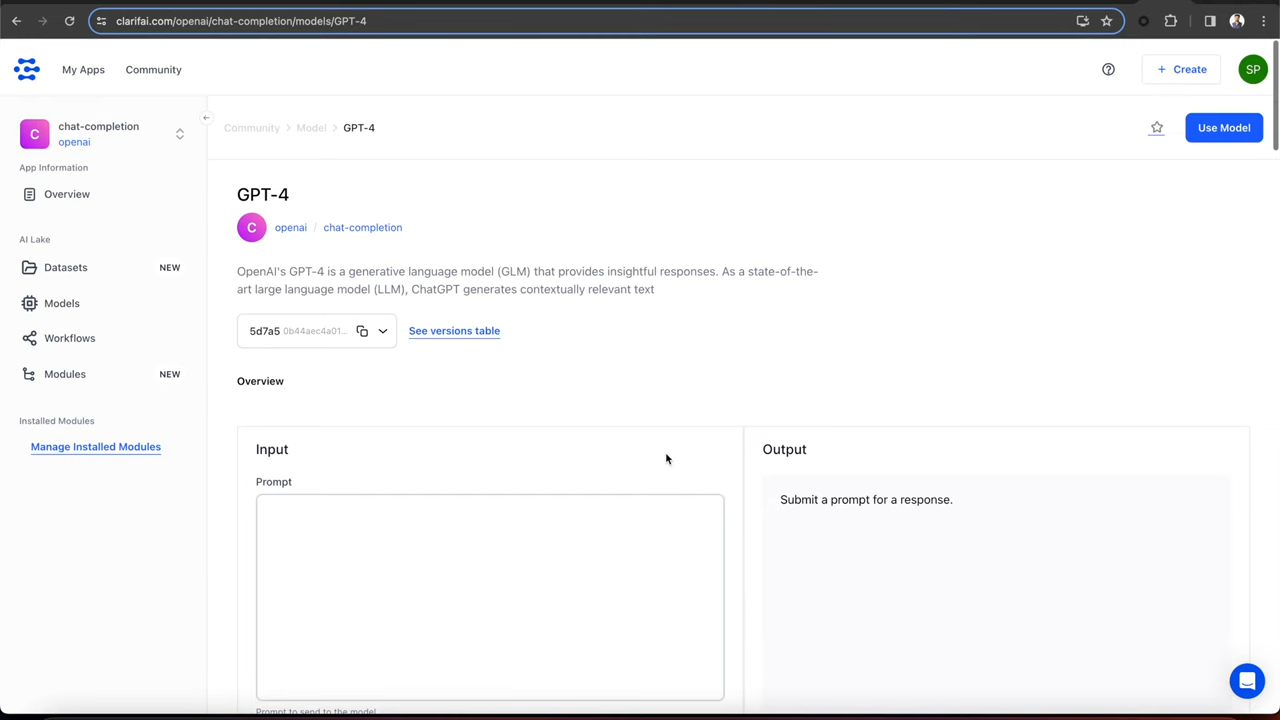 clarifai.com/openai/chat-completion/models/GPT-4
My Apps
Community
Create
SP
C
chat-completion
openai
App Information
Overview
AI Lake
Datasets NEW
Models
Workflows
Modules NEW
Installed Modules
Manage Installed Modules
Community > Model > GPT-4
Use Model
GPT-4
C openai / chat-completion
OpenAI's GPT-4 is a generative language model (GLM) that provides insightful responses. As a state-of-the-
art large language model (LLM), ChatGPT generates contextually relevant text
5d7a5 0b44aec4a01...
See versions table
Overview
Input
Prompt
Prompt to send to the model
Output
Submit a prompt for a response.